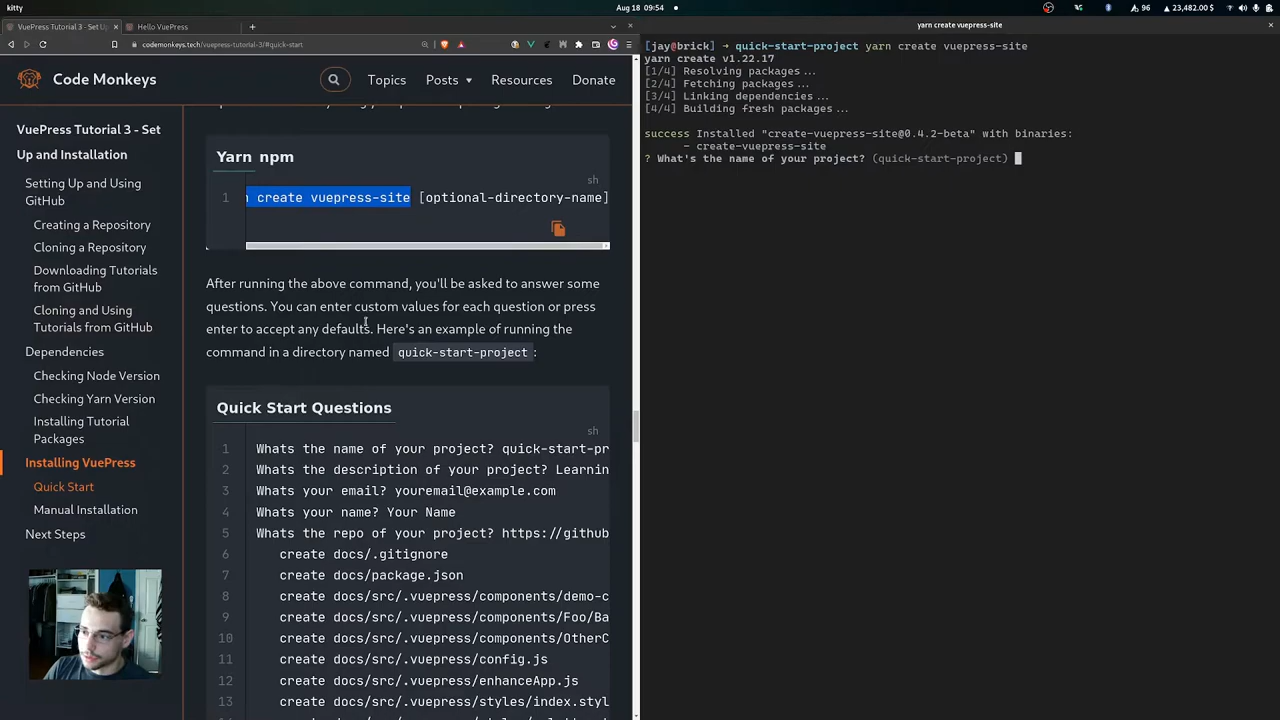 kitty
Aug 18 09:54
96
23,482.00 $
VuePress Tutorial 3 - Set Up
Hello VuePress
codemonkeys.tech/vuepress-tutorial-3/#quick-start
Code Monkeys
Topics
Posts
Resources
Donate
VuePress Tutorial 3 - Set
Up and Installation
Setting Up and Using
GitHub
Creating a Repository
Cloning a Repository
Downloading Tutorials
from GitHub
Cloning and Using
Tutorials from GitHub
Dependencies
Checking Node Version
Checking Yarn Version
Installing Tutorial
Packages
Installing VuePress
Quick Start
Manual Installation
Next Steps
Yarn npm
sh
1 create vuepress-site [optional-directory-name]
After running the above command, you'll be asked to answer some
questions. You can enter custom values for each question or press
enter to accept any defaults. Here's an example of running the
command in a directory named quick-start-project :
Quick Start Questions
sh
1 Whats the name of your project? quick-start-pr
2 Whats the description of your project? Learnin
3 Whats your email? youremail@example.com
4 Whats your name? Your Name
5 Whats the repo of your project? https://github
6 create docs/.gitignore
7 create docs/package.json
8 create docs/src/.vuepress/components/demo-c
9 create docs/src/.vuepress/components/Foo/Ba
10 create docs/src/.vuepress/components/OtherC
11 create docs/src/.vuepress/config.js
12 create docs/src/.vuepress/enhanceApp.js
13 create docs/src/.vuepress/styles/index.styl
yarn create vuepress-site
[jay@brick] → quick-start-project yarn create vuepress-site
yarn create v1.22.17
[1/4] Resolving packages...
[2/4] Fetching packages...
[3/4] Linking dependencies...
[4/4] Building fresh packages...
success Installed "create-vuepress-site@0.4.2-beta" with binaries:
- create-vuepress-site
? What's the name of your project? (quick-start-project)